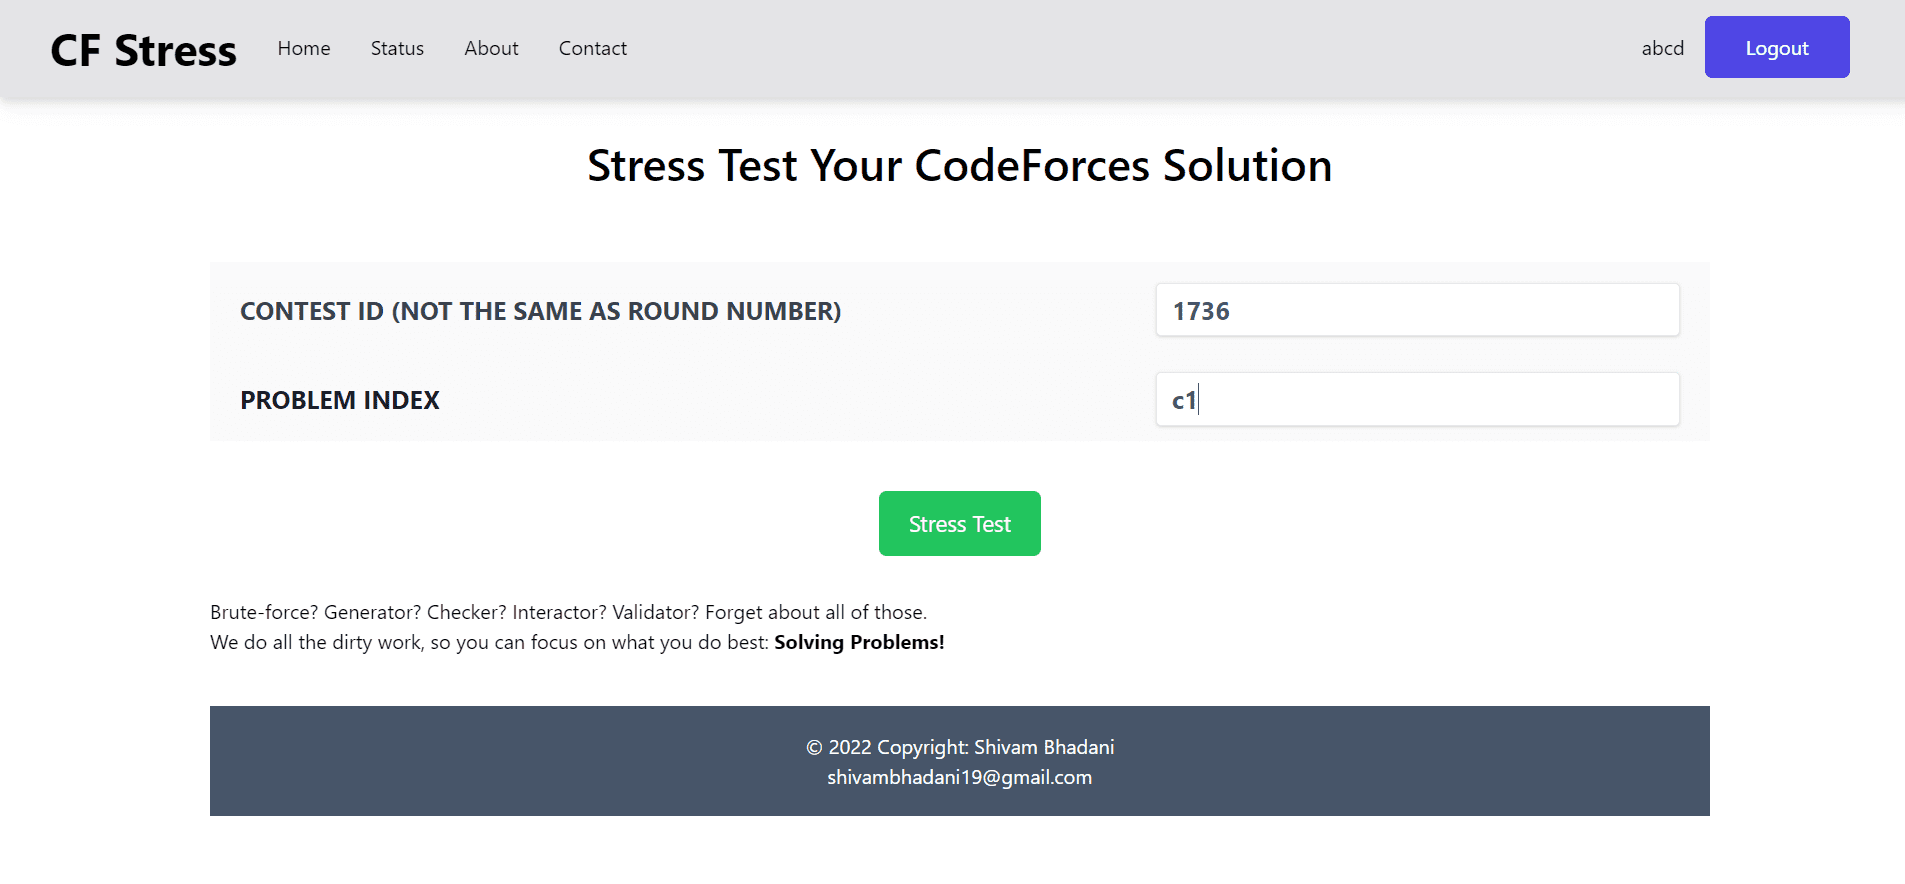 CF Stress Home Status About Contact abcd Logout
Stress Test Your CodeForces Solution
CONTEST ID (NOT THE SAME AS ROUND NUMBER) 1736
PROBLEM INDEX c1
Stress Test
Brute-force? Generator? Checker? Interactor? Validator? Forget about all of those.
We do all the dirty work, so you can focus on what you do best: Solving Problems!
© 2022 Copyright: Shivam Bhadani
shivambhadani19@gmail.com